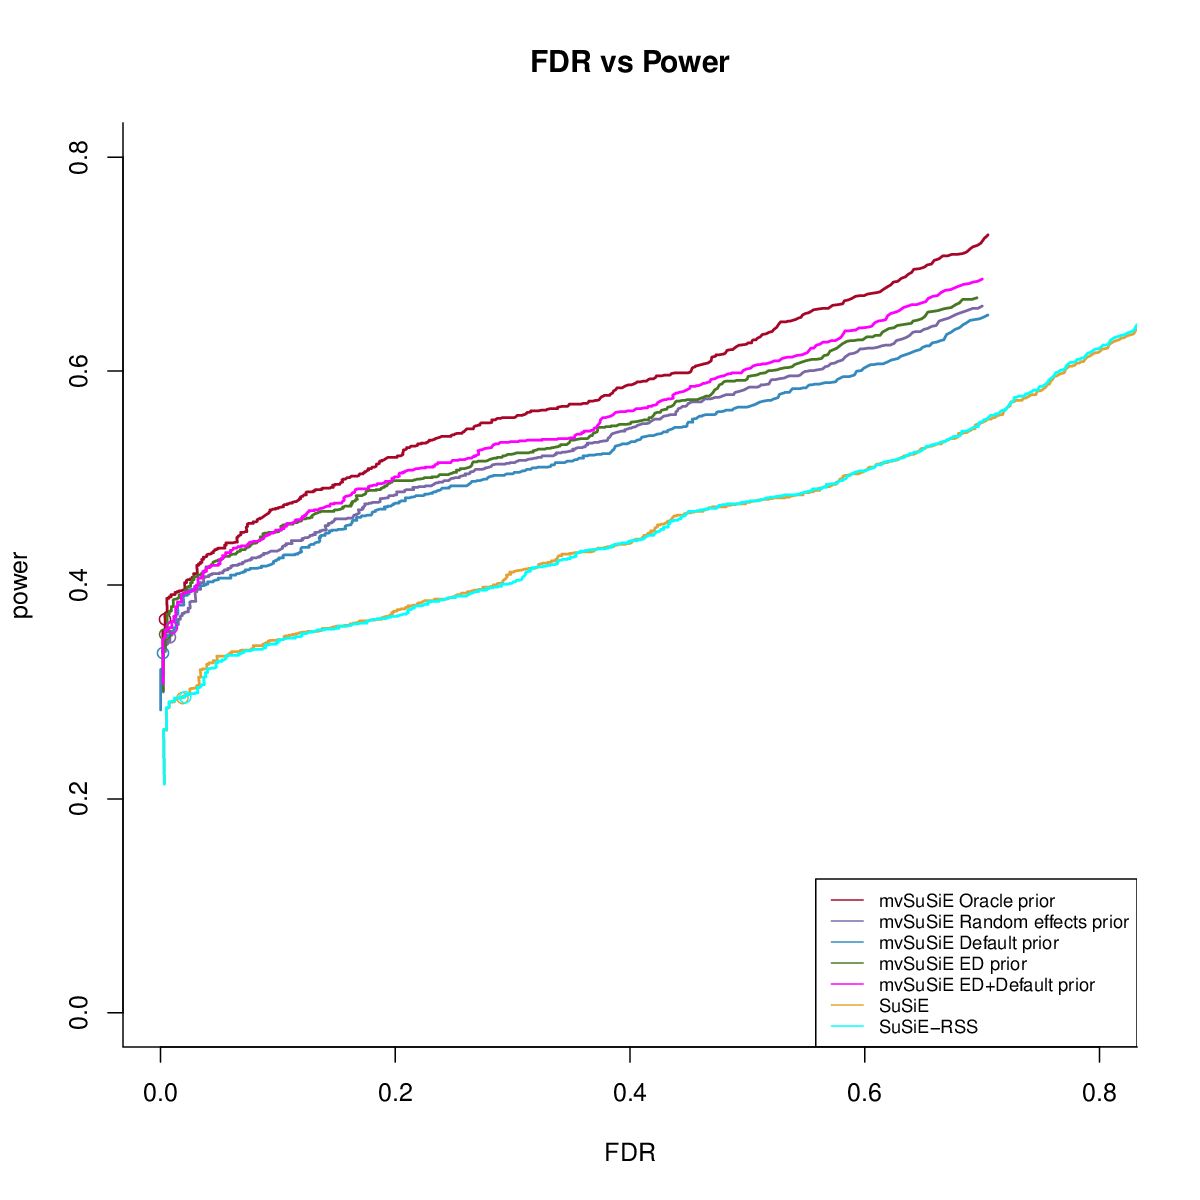 FDR vs Power
power
0.8
0.6
0.4
0.2
0.0
mvSuSiE Oracle prior
mvSuSiE Random effects prior
mvSuSiE Default prior
mvSuSiE ED prior
mvSuSiE ED+Default prior
SuSiE
SuSiE−RSS
0.0 0.2 0.4 0.6 0.8
FDR